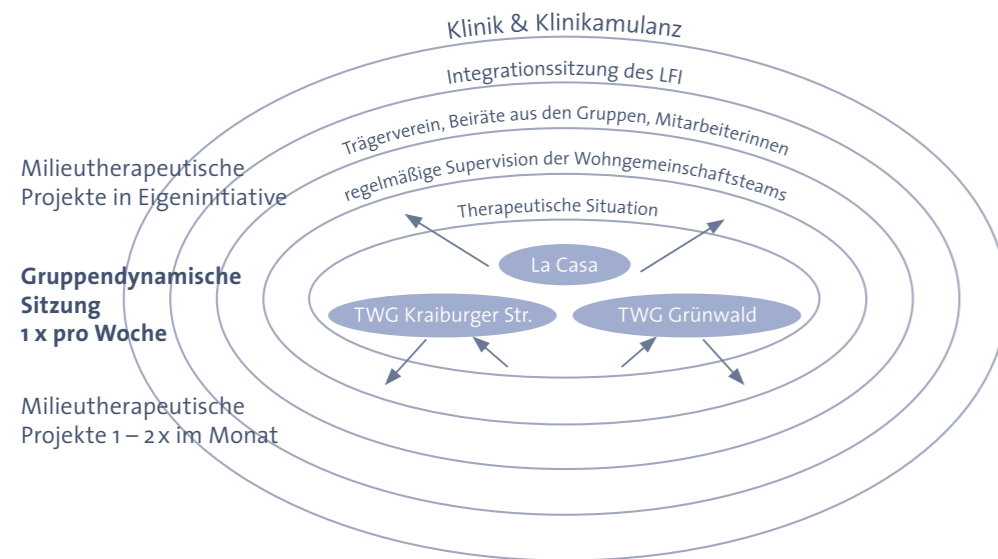 Klinik & Klinikamulanz
Integrationssitzung des LFI
Trägerverein, Beiräte aus den Gruppen, Mitarbeiterinnen
regelmäßige Supervision der Wohngemeinschaftsteams
Therapeutische Situation
La Casa
TWG Kraiburger Str.
TWG Grünwald
Milieutherapeutische
Projekte in Eigeninitiative
Gruppendynamische
Sitzung
1 x pro Woche
Milieutherapeutische
Projekte 1 – 2 x im Monat